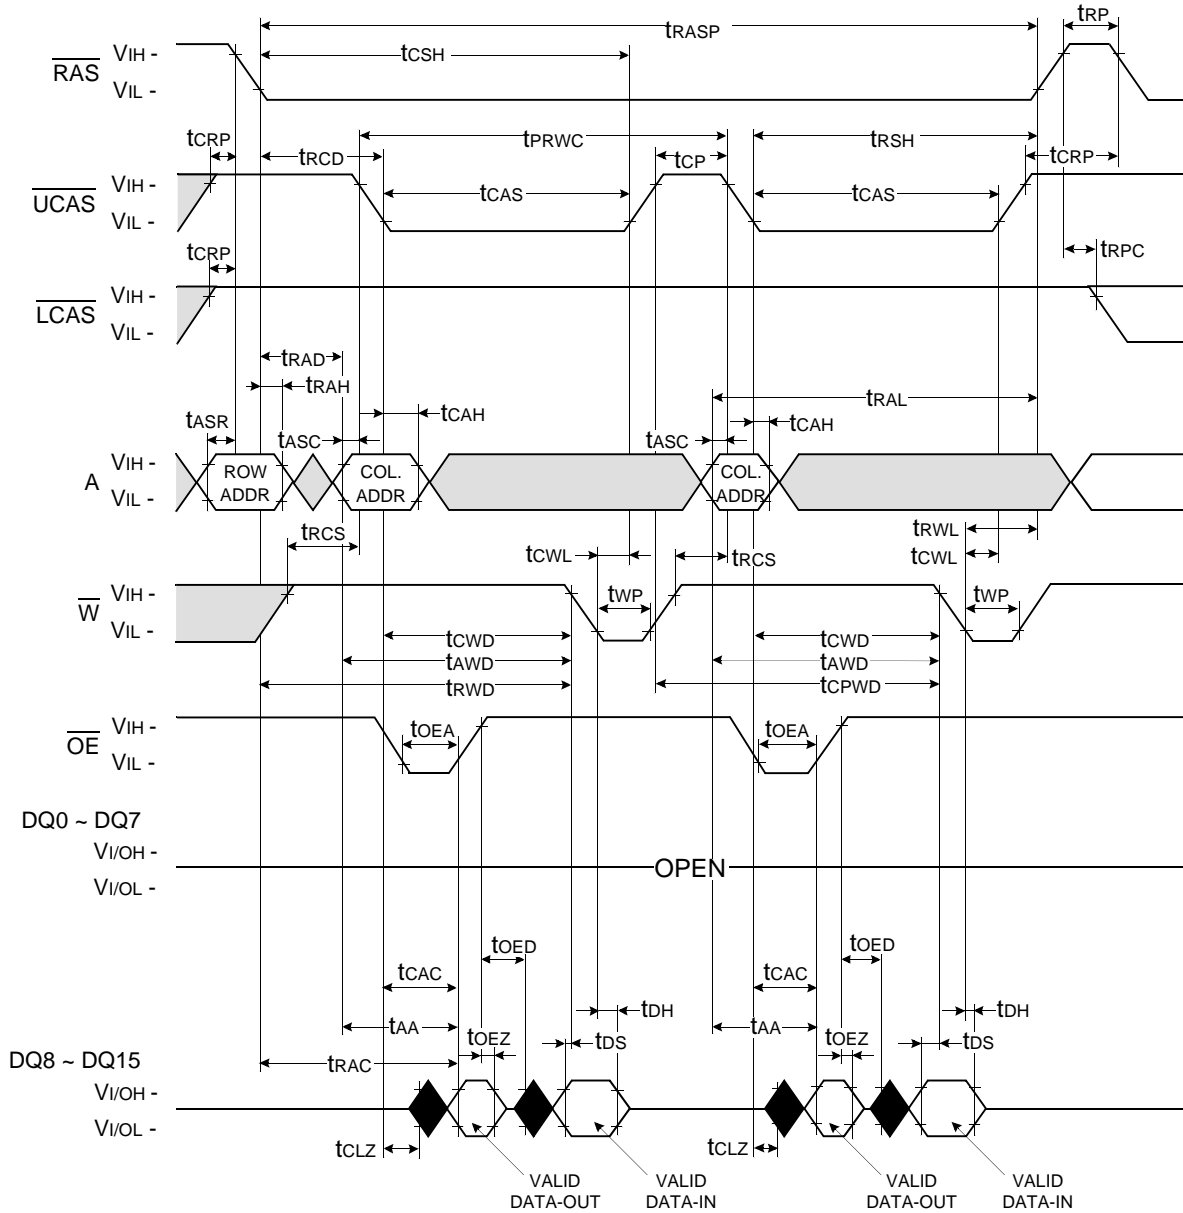 tRASP
tRP
tCSH
RAS
VIH -
VIL -
tCRP
tRCD
tPRWC
tCP
tRSH
tCRP
UCAS
VIH -
VIL -
tCAS
tCAS
tCRP
tRPC
LCAS
VIH -
VIL -
tRAD
tRAH
tASR
tASC
tCAH
tRAL
tASC
tCAH
A
VIH -
VIL -
ROW
ADDR
COL.
ADDR
COL.
ADDR
tRCS
tCWL
tRCS
tRWL
tCWL
W
VIH -
VIL -
tWP
tWP
tCWD
tAWD
tRWD
tCWD
tAWD
tCPWD
OE
VIH -
VIL -
tOEA
tOEA
DQ0 ~ DQ7
VI/OH -
VI/OL -
OPEN
tOED
tCAC
tAA
tOEZ
tRAC
tDH
tDS
tOED
tCAC
tAA
tOEZ
tDH
tDS
DQ8 ~ DQ15
VI/OH -
VI/OL -
tCLZ
tCLZ
VALID
DATA-OUT
VALID
DATA-IN
VALID
DATA-OUT
VALID
DATA-IN